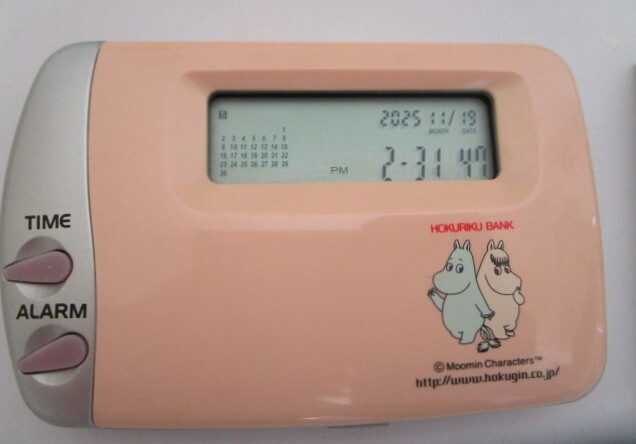 2025 11/19
MONTH DATE
1
2 3 4 5 6 7 8
9 10 11 12 13 14 15
16 17 18 19 20 21 22
23 24 25 26 27 28 29
30
PM 2:31 47
TIME
ALARM
HOKURIKU BANK
© Moomin Characters™
http://www.hokugin.co.jp/